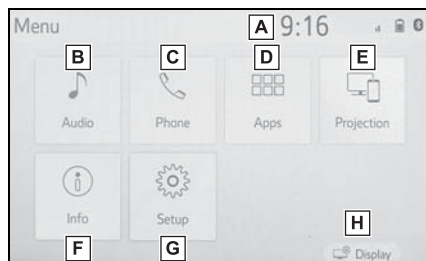 Menu A 9:16
B C D E
Audio Phone Apps Projection
Info Setup
F G H
Display